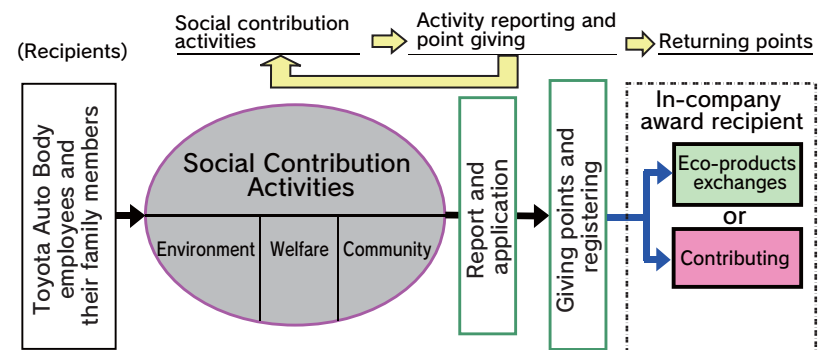 Social contribution
activities
Activity reporting and
point giving
Returning points
(Recipients)
Toyota Auto Body
employees and
their family members
Social Contribution
Activities
Environment
Welfare
Community
Report and
application
Giving points and
registering
In-company
award recipient
Eco-products
exchanges
or
Contributing